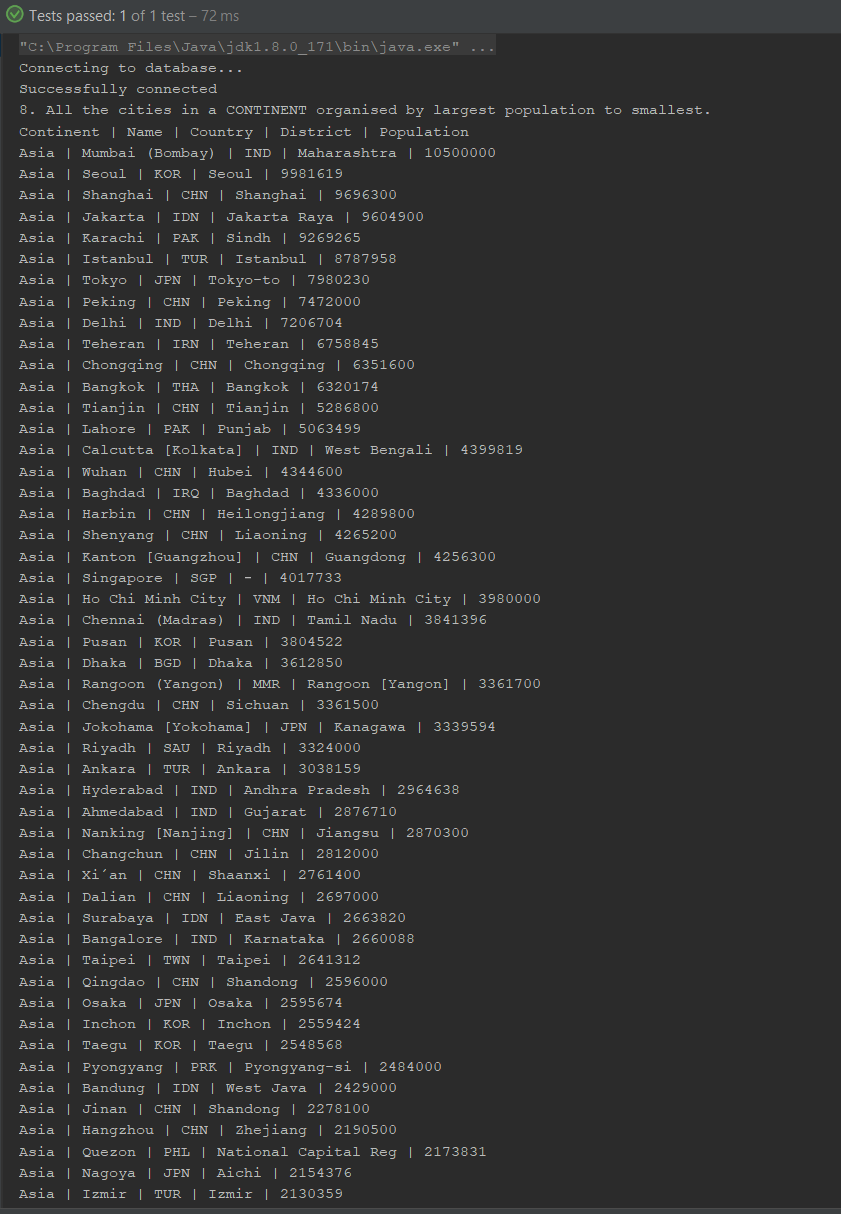 Tests passed: 1 of 1 test – 72 ms
"C:\Program Files\Java\jdk1.8.0_171\bin\java.exe" ...
Connecting to database...
Successfully connected
8. All the cities in a CONTINENT organised by largest population to smallest.
Continent | Name | Country | District | Population
Asia | Mumbai (Bombay) | IND | Maharashtra | 10500000
Asia | Seoul | KOR | Seoul | 9981619
Asia | Shanghai | CHN | Shanghai | 9696300
Asia | Jakarta | IDN | Jakarta Raya | 9604900
Asia | Karachi | PAK | Sindh | 9269265
Asia | Istanbul | TUR | Istanbul | 8787958
Asia | Tokyo | JPN | Tokyo-to | 7980230
Asia | Peking | CHN | Peking | 7472000
Asia | Delhi | IND | Delhi | 7206704
Asia | Teheran | IRN | Teheran | 6758845
Asia | Chongqing | CHN | Chongqing | 6351600
Asia | Bangkok | THA | Bangkok | 6320174
Asia | Tianjin | CHN | Tianjin | 5286800
Asia | Lahore | PAK | Punjab | 5063499
Asia | Calcutta [Kolkata] | IND | West Bengali | 4399819
Asia | Wuhan | CHN | Hubei | 4344600
Asia | Baghdad | IRQ | Baghdad | 4336000
Asia | Harbin | CHN | Heilongjiang | 4289800
Asia | Shenyang | CHN | Liaoning | 4265200
Asia | Kanton [Guangzhou] | CHN | Guangdong | 4256300
Asia | Singapore | SGP | - | 4017733
Asia | Ho Chi Minh City | VNM | Ho Chi Minh City | 3980000
Asia | Chennai (Madras) | IND | Tamil Nadu | 3841396
Asia | Pusan | KOR | Pusan | 3804522
Asia | Dhaka | BGD | Dhaka | 3612850
Asia | Rangoon (Yangon) | MMR | Rangoon [Yangon] | 3361700
Asia | Chengdu | CHN | Sichuan | 3361500
Asia | Jokohama [Yokohama] | JPN | Kanagawa | 3339594
Asia | Riyadh | SAU | Riyadh | 3324000
Asia | Ankara | TUR | Ankara | 3038159
Asia | Hyderabad | IND | Andhra Pradesh | 2964638
Asia | Ahmedabad | IND | Gujarat | 2876710
Asia | Nanking [Nanjing] | CHN | Jiangsu | 2870300
Asia | Changchun | CHN | Jilin | 2812000
Asia | Xi´an | CHN | Shaanxi | 2761400
Asia | Dalian | CHN | Liaoning | 2697000
Asia | Surabaya | IDN | East Java | 2663820
Asia | Bangalore | IND | Karnataka | 2660088
Asia | Taipei | TWN | Taipei | 2641312
Asia | Qingdao | CHN | Shandong | 2596000
Asia | Osaka | JPN | Osaka | 2595674
Asia | Inchon | KOR | Inchon | 2559424
Asia | Taegu | KOR | Taegu | 2548568
Asia | Pyongyang | PRK | Pyongyang-si | 2484000
Asia | Bandung | IDN | West Java | 2429000
Asia | Jinan | CHN | Shandong | 2278100
Asia | Hangzhou | CHN | Zhejiang | 2190500
Asia | Quezon | PHL | National Capital Reg | 2173831
Asia | Nagoya | JPN | Aichi | 2154376
Asia | Izmir | TUR | Izmir | 2130359